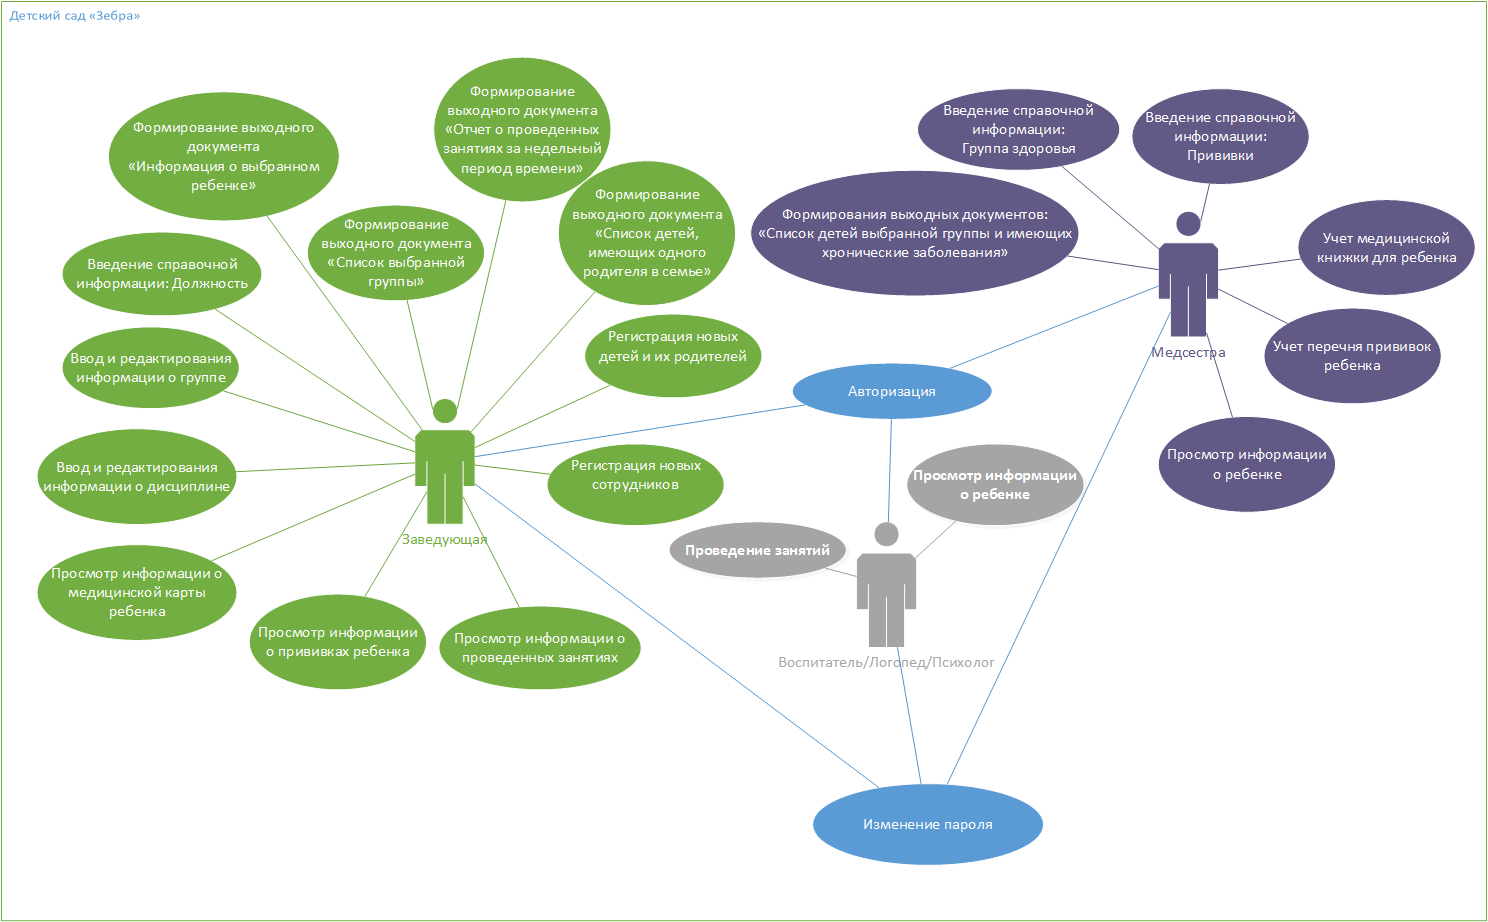 Детский сад «Зебра»
Формирование
выходного документа
«Отчет о проведенных
занятиях за недельный
период времени»
Формирование выходного
документа
«Информация о выбранном
ребенке»
Формирование
выходного документа
«Список детей,
имеющих одного
родителя в семье»
Формирование
выходного документа
«Список выбранной
группы»
Введение справочной
информации: Должность
Регистрация новых
детей и их родителей
Ввод и редактирования
информации о группе
Ввод и редактирования
информации о дисциплине
Регистрация новых
сотрудников
Заведующая
Просмотр информации о
медицинской карты
ребенка
Просмотр информации
о прививках ребенка
Просмотр информации о
проведенных занятиях
Введение справочной
информации:
Группа здоровья
Введение справочной
информации:
Прививки
Формирования выходных документов:
«Список детей выбранной группы и имеющих
хронические заболевания»
Учет медицинской
книжки для ребенка
Медсестра
Учет перечня прививок
ребенка
Просмотр информации
о ребенке
Авторизация
Просмотр информации
о ребенке
Проведение занятий
Воспитатель/Логопед/Психолог
Изменение пароля